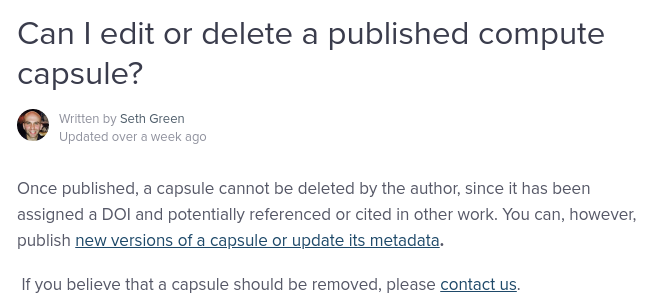 Can I edit or delete a published compute
capsule?
Written by Seth Green
Updated over a week ago
Once published, a capsule cannot be deleted by the author, since it has been
assigned a DOI and potentially referenced or cited in other work. You can, however,
publish new versions of a capsule or update its metadata.
If you believe that a capsule should be removed, please contact us.